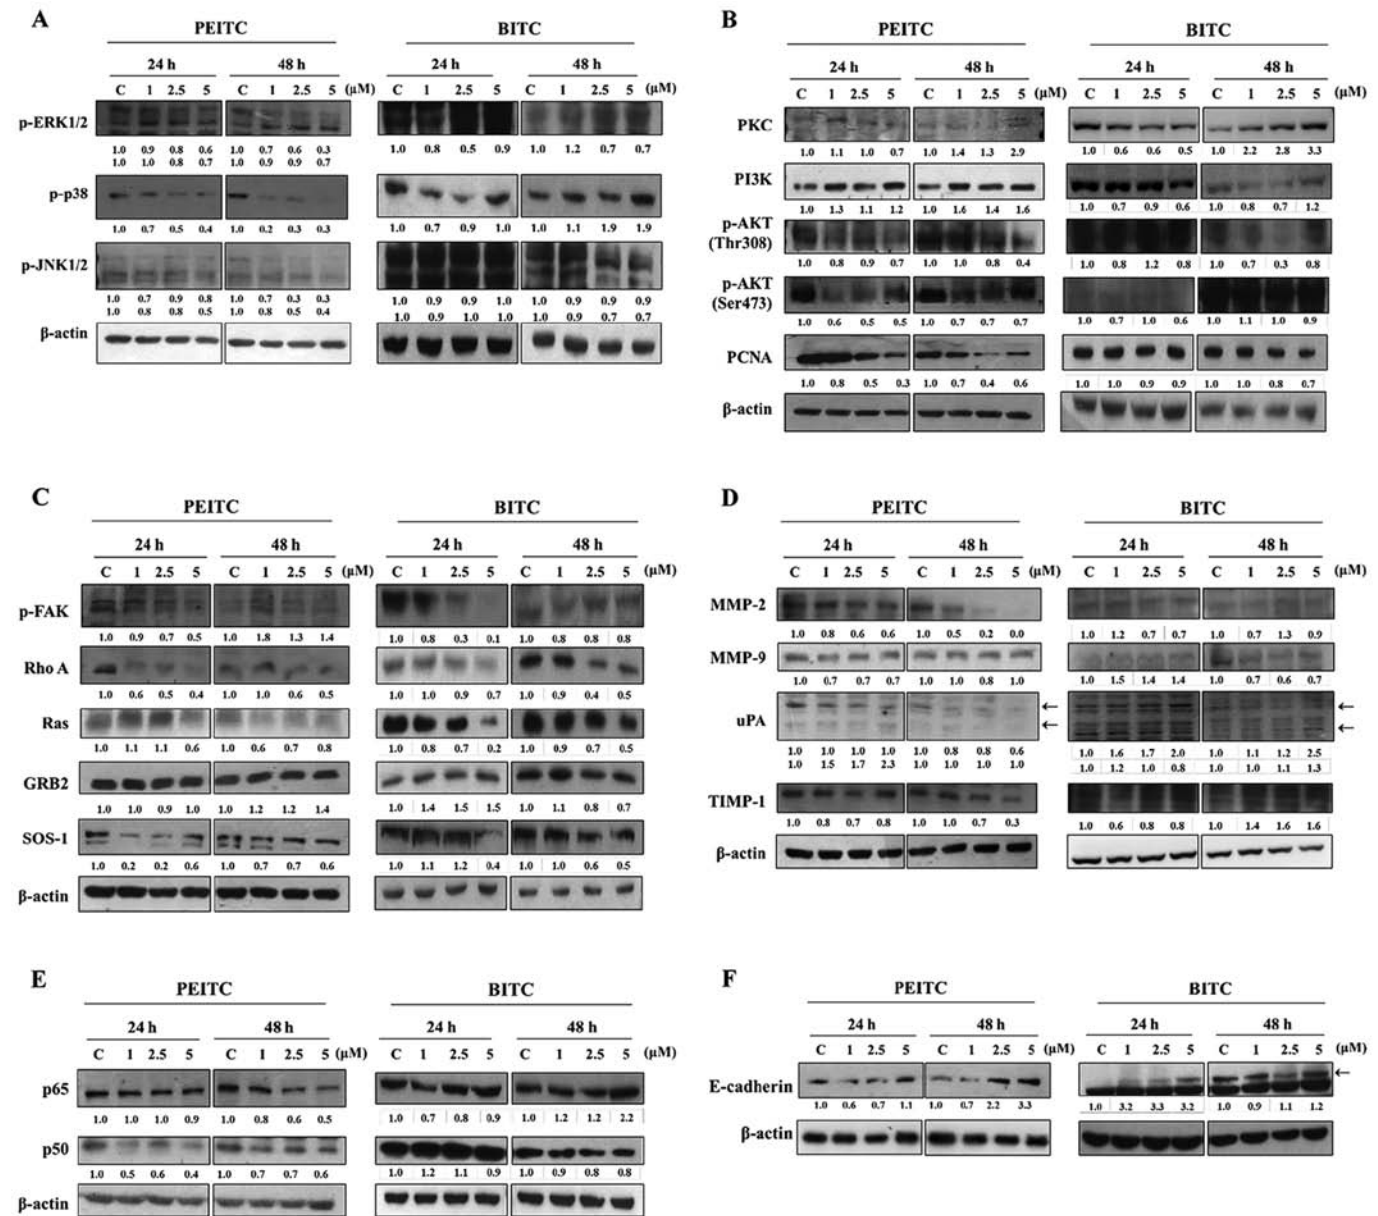 A
PEITC BITC
24 h 48 h 24 h 48 h
C 1 2.5 5 C 1 2.5 5 (μM) C 1 2.5 5 C 1 2.5 5 (μM)
p-ERK1/2
1.0 0.9 0.8 0.6 1.0 0.7 0.6 0.3 1.0 0.8 0.5 0.9 1.0 1.2 0.7 0.7
1.0 1.0 0.8 0.7 1.0 0.9 0.9 0.7
p-p38
1.0 0.7 0.5 0.4 1.0 0.2 0.3 0.3 1.0 0.7 0.9 1.0 1.0 1.1 1.9 1.9
p-JNK1/2
1.0 0.7 0.9 0.8 1.0 0.7 0.3 0.3 1.0 0.9 0.9 1.0 1.0 0.9 0.9 0.9
1.0 0.8 0.8 0.5 1.0 0.8 0.5 0.4 1.0 0.9 1.0 1.0 1.0 0.9 0.7 0.7
β-actin
B
PEITC BITC
24 h 48 h 24 h 48 h
C 1 2.5 5 C 1 2.5 5 (μM) C 1 2.5 5 C 1 2.5 5 (μM)
PKC
1.0 1.1 1.0 0.7 1.0 1.4 1.3 2.9 1.0 0.6 0.6 0.5 1.0 2.2 2.8 3.3
PI3K
1.0 1.3 1.1 1.2 1.0 1.6 1.4 1.6 1.0 0.7 0.9 0.6 1.0 0.8 0.7 1.2
p-AKT
(Thr308)
1.0 0.8 0.9 0.7 1.0 1.0 0.8 0.4 1.0 0.8 1.2 0.8 1.0 0.7 0.3 0.8
p-AKT
(Ser473)
1.0 0.6 0.5 0.5 1.0 0.7 0.7 0.7 1.0 0.7 1.0 0.6 1.0 1.1 1.0 0.9
PCNA
1.0 0.8 0.5 0.3 1.0 0.7 0.4 0.6 1.0 1.0 0.9 0.9 1.0 1.0 0.8 0.7
β-actin
C
PEITC BITC
24 h 48 h 24 h 48 h
C 1 2.5 5 C 1 2.5 5 (μM) C 1 2.5 5 C 1 2.5 5 (μM)
p-FAK
1.0 0.9 0.7 0.5 1.0 1.8 1.3 1.4 1.0 0.8 0.3 0.1 1.0 0.8 0.8 0.8
Rho A
1.0 0.6 0.5 0.4 1.0 1.0 0.6 0.5 1.0 1.0 0.9 0.7 1.0 0.9 0.4 0.5
Ras
1.0 1.1 1.1 0.6 1.0 0.6 0.7 0.8 1.0 0.8 0.7 0.2 1.0 0.9 0.7 0.5
GRB2
1.0 1.0 0.9 1.0 1.0 1.2 1.2 1.4 1.0 1.4 1.5 1.5 1.0 1.1 0.8 0.7
SOS-1
1.0 0.2 0.2 0.6 1.0 0.7 0.7 0.6 1.0 1.1 1.2 0.4 1.0 1.0 0.6 0.5
β-actin
D
PEITC BITC
24 h 48 h 24 h 48 h
C 1 2.5 5 C 1 2.5 5 (μM) C 1 2.5 5 C 1 2.5 5 (μM)
MMP-2
1.0 0.8 0.6 0.6 1.0 0.5 0.2 0.0 1.0 1.2 0.7 0.7 1.0 0.7 1.3 0.9
MMP-9
1.0 0.7 0.7 0.7 1.0 1.0 0.8 1.0 1.0 1.5 1.4 1.4 1.0 0.7 0.6 0.7
← ←
uPA ← ←
1.0 1.0 1.0 1.0 1.0 0.8 0.8 0.6 1.0 1.6 1.7 2.0 1.0 1.1 1.2 2.5
1.0 1.5 1.7 2.3 1.0 1.0 1.0 1.0 1.0 1.2 1.0 0.8 1.0 1.0 1.1 1.3
TIMP-1
1.0 0.8 0.7 0.8 1.0 1.0 0.7 0.3 1.0 0.6 0.8 0.8 1.0 1.4 1.6 1.6
β-actin
E
PEITC BITC
24 h 48 h 24 h 48 h
C 1 2.5 5 C 1 2.5 5 (μM) C 1 2.5 5 C 1 2.5 5 (μM)
p65
1.0 1.0 1.0 0.9 1.0 0.8 0.6 0.5 1.0 0.7 0.8 0.9 1.0 1.2 1.2 2.2
p50
1.0 0.5 0.6 0.4 1.0 0.7 0.7 0.6 1.0 1.2 1.1 0.9 1.0 0.9 0.8 0.8
β-actin
F
PEITC BITC
24 h 48 h 24 h 48 h
C 1 2.5 5 C 1 2.5 5 (μM) C 1 2.5 5 C 1 2.5 5 (μM)
E-cadherin ←
1.0 0.6 0.7 1.1 1.0 0.7 2.2 3.3 1.0 3.2 3.3 3.2 1.0 0.9 1.1 1.2
β-actin